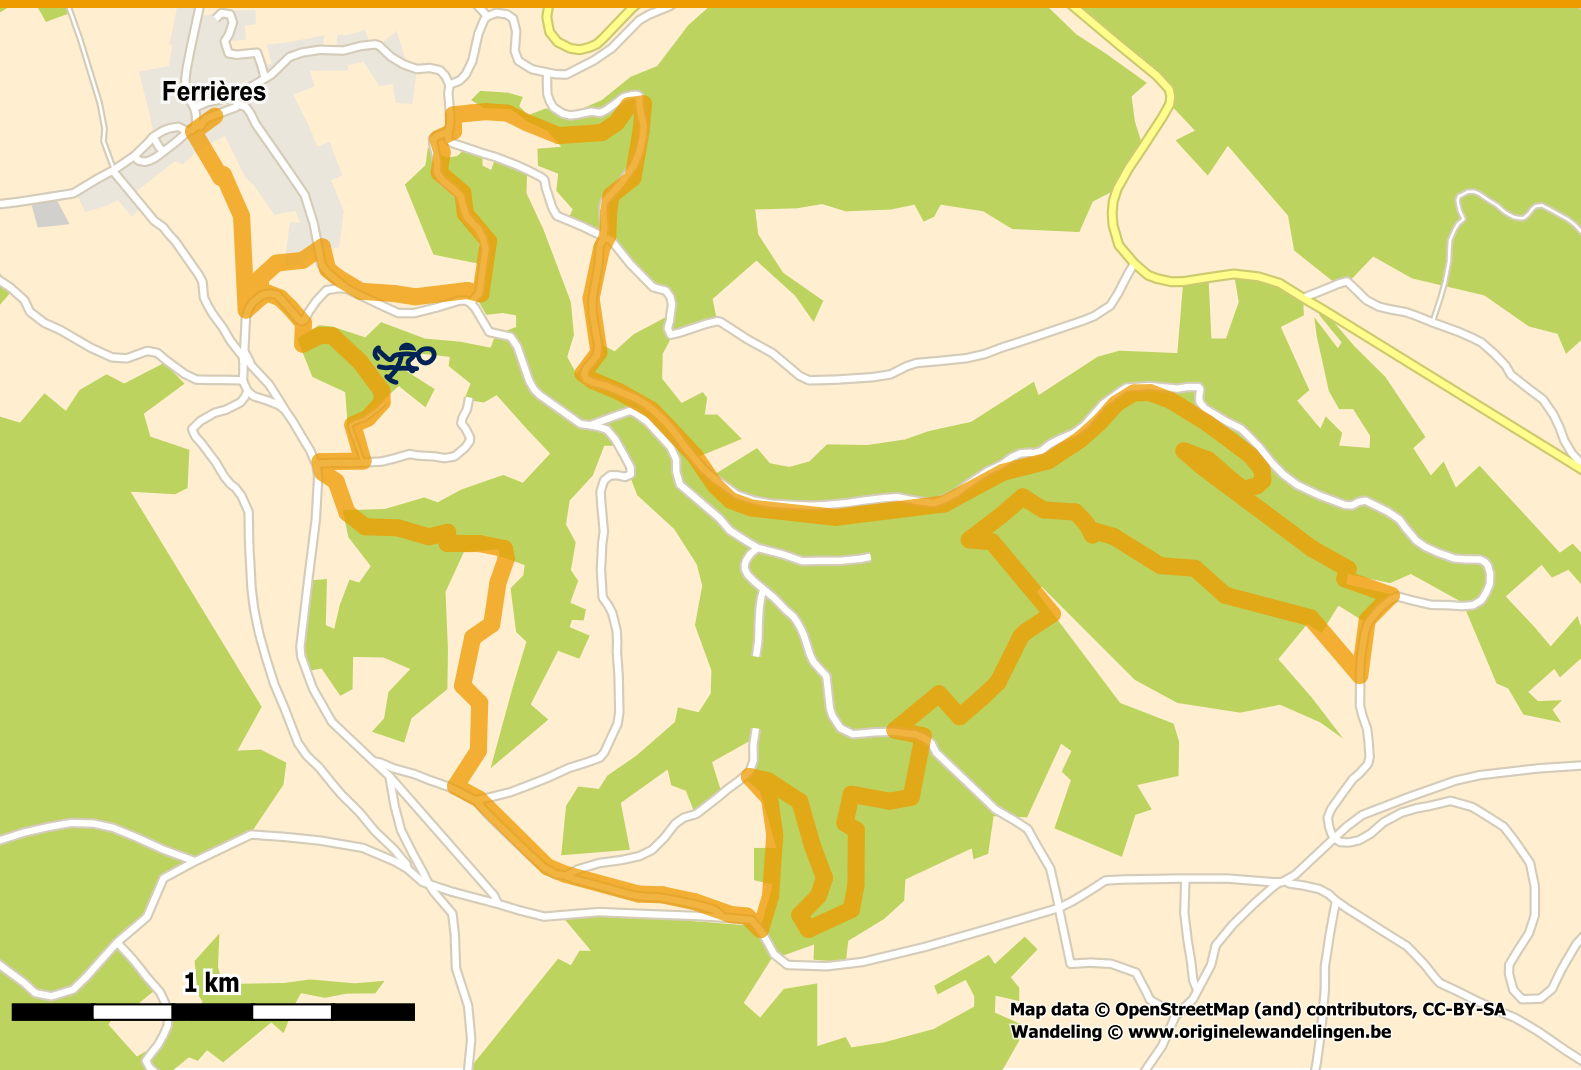 Ferrières
1 km
Map data © OpenStreetMap (and) contributors, CC-BY-SA
Wandeling © www.originelewandelingen.be